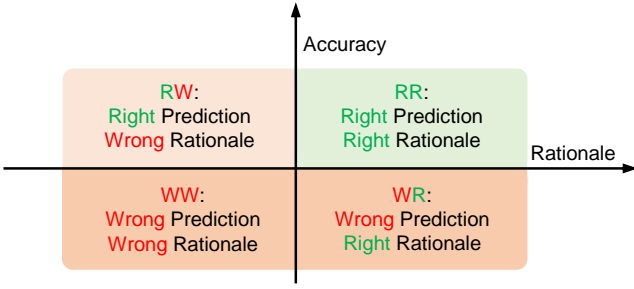 Accuracy
RW:
Right Prediction
Wrong Rationale
RR:
Right Prediction
Right Rationale
Rationale
WW:
Wrong Prediction
Wrong Rationale
WR:
Wrong Prediction
Right Rationale